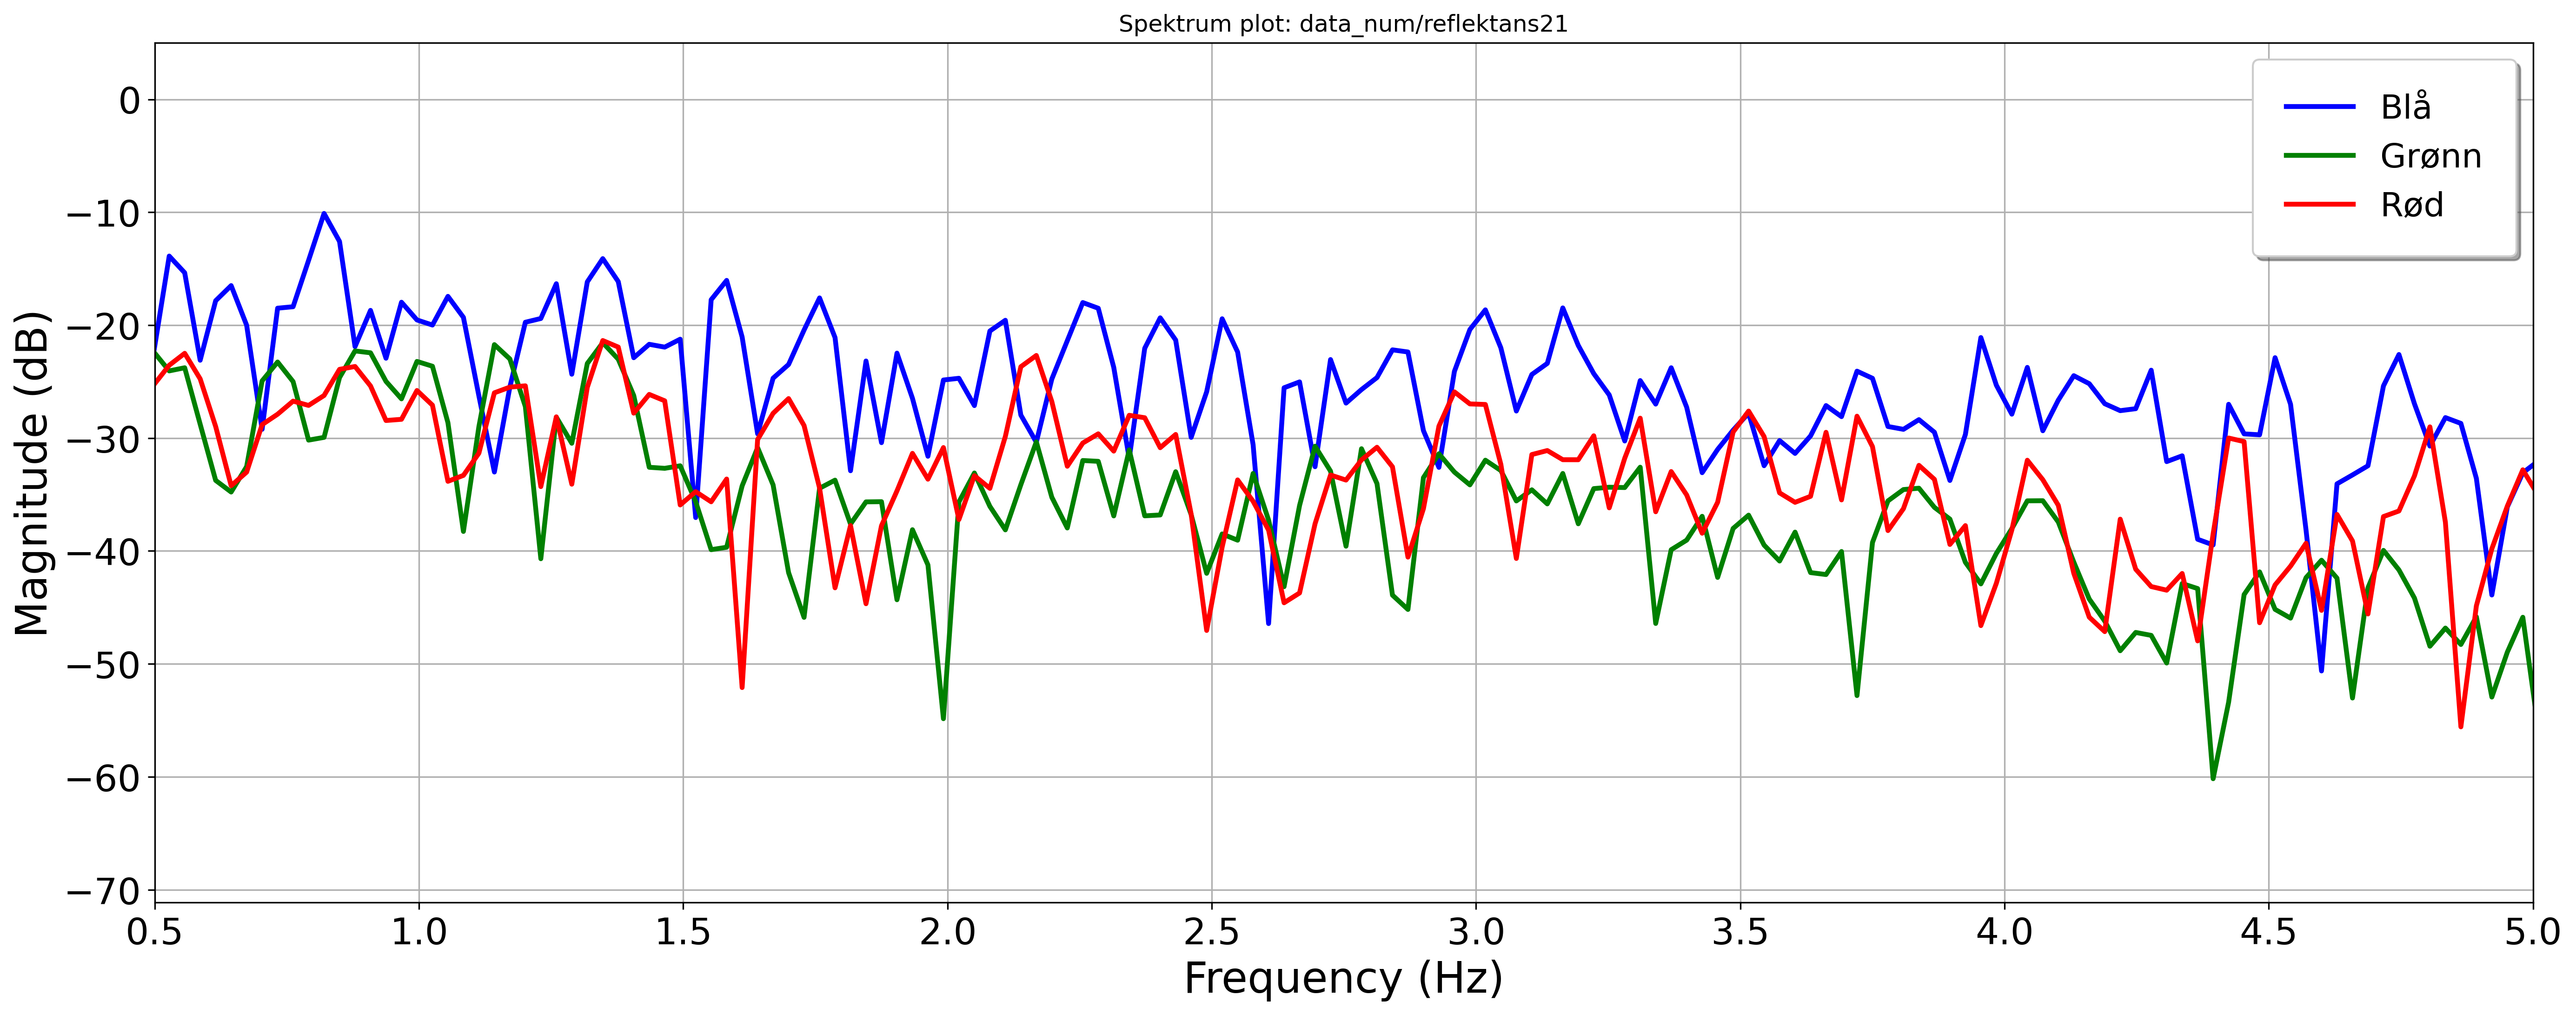 Spektrum plot: data_num/reflektans21
Magnitude (dB)
0
−10
−20
−30
−40
−50
−60
−70
Blå
Grønn
Rød
0.5 1.0 1.5 2.0 2.5 3.0 3.5 4.0 4.5 5.0
Frequency (Hz)